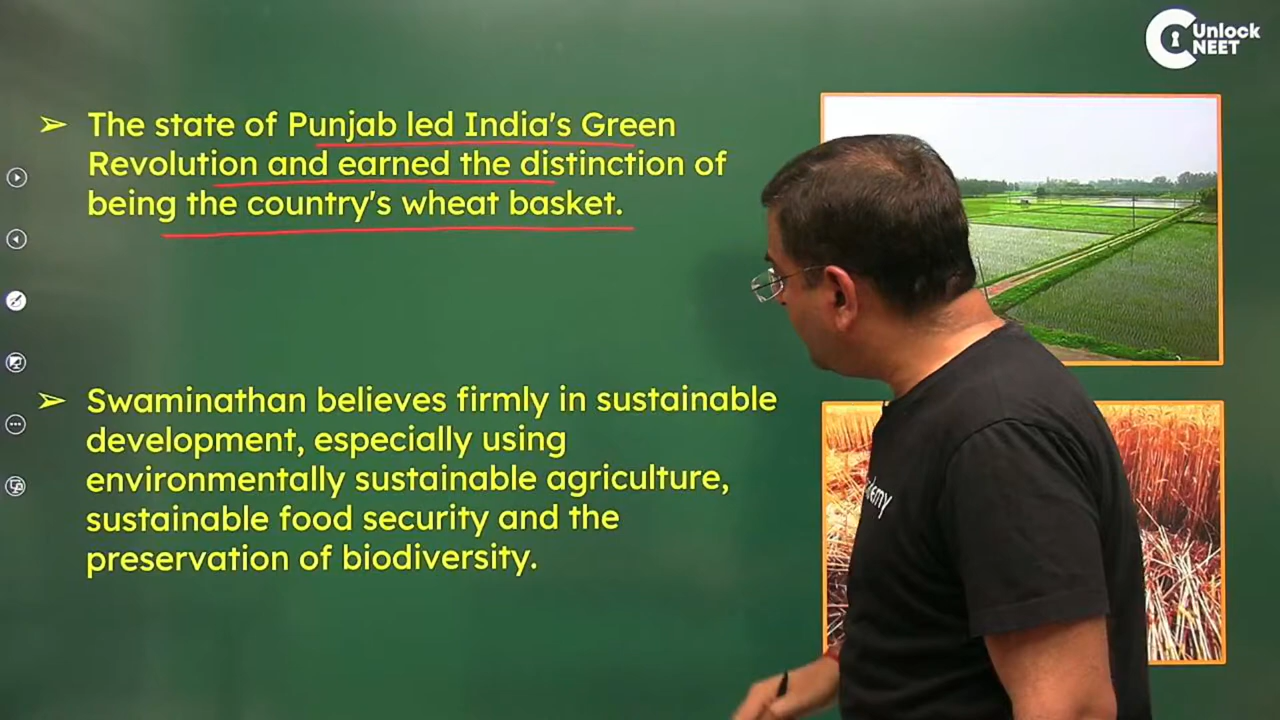 Unlock
NEET
➢ The state of Punjab led India's Green
Revolution and earned the distinction of
being the country's wheat basket.
➢ Swaminathan believes firmly in sustainable
development, especially using
environmentally sustainable agriculture,
sustainable food security and the
preservation of biodiversity.